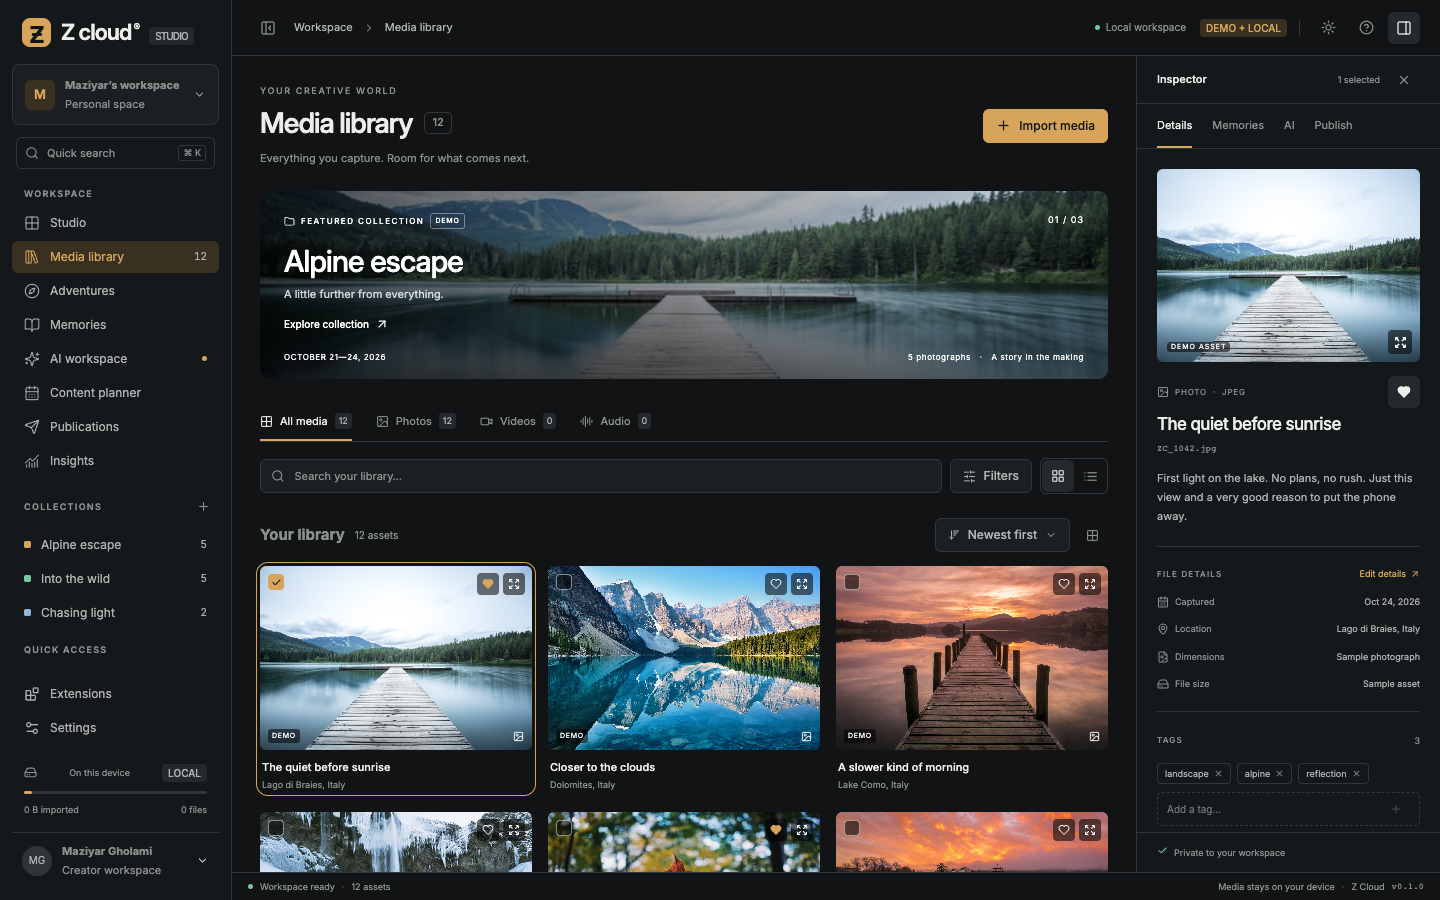 Z cloud®
STUDIO
M
Maziyar's workspace
Personal space
Quick search
⌘ K
WORKSPACE
Studio
Media library
12
Adventures
Memories
AI workspace
Content planner
Publications
Insights
COLLECTIONS
Alpine escape
5
Into the wild
5
Chasing light
2
QUICK ACCESS
Extensions
Settings
On this device
LOCAL
0 B imported
0 files
MG
Maziyar Gholami
Creator workspace
Workspace
Media library
Local workspace
DEMO + LOCAL
YOUR CREATIVE WORLD
Media library
12
Everything you capture. Room for what comes next.
Import media
FEATURED COLLECTION
DEMO
01 / 03
Alpine escape
A little further from everything.
Explore collection
OCTOBER 21—24, 2026
5 photographs · A story in the making
All media
12
Photos
12
Videos
0
Audio
0
Search your library...
Filters
Your library
12 assets
Newest first
DEMO
The quiet before sunrise
Lago di Braies, Italy
DEMO
Closer to the clouds
Dolomites, Italy
DEMO
A slower kind of morning
Lake Como, Italy
Workspace ready · 12 assets
Inspector
1 selected
Details
Memories
AI
Publish
DEMO ASSET
PHOTO · JPEG
The quiet before sunrise
ZC_1042.jpg
First light on the lake. No plans, no rush. Just this
view and a very good reason to put the phone
away.
FILE DETAILS
Edit details
Captured
Oct 24, 2026
Location
Lago di Braies, Italy
Dimensions
Sample photograph
File size
Sample asset
TAGS
3
landscape
alpine
reflection
Add a tag...
Private to your workspace
Media stays on your device · Z Cloud v0.1.0